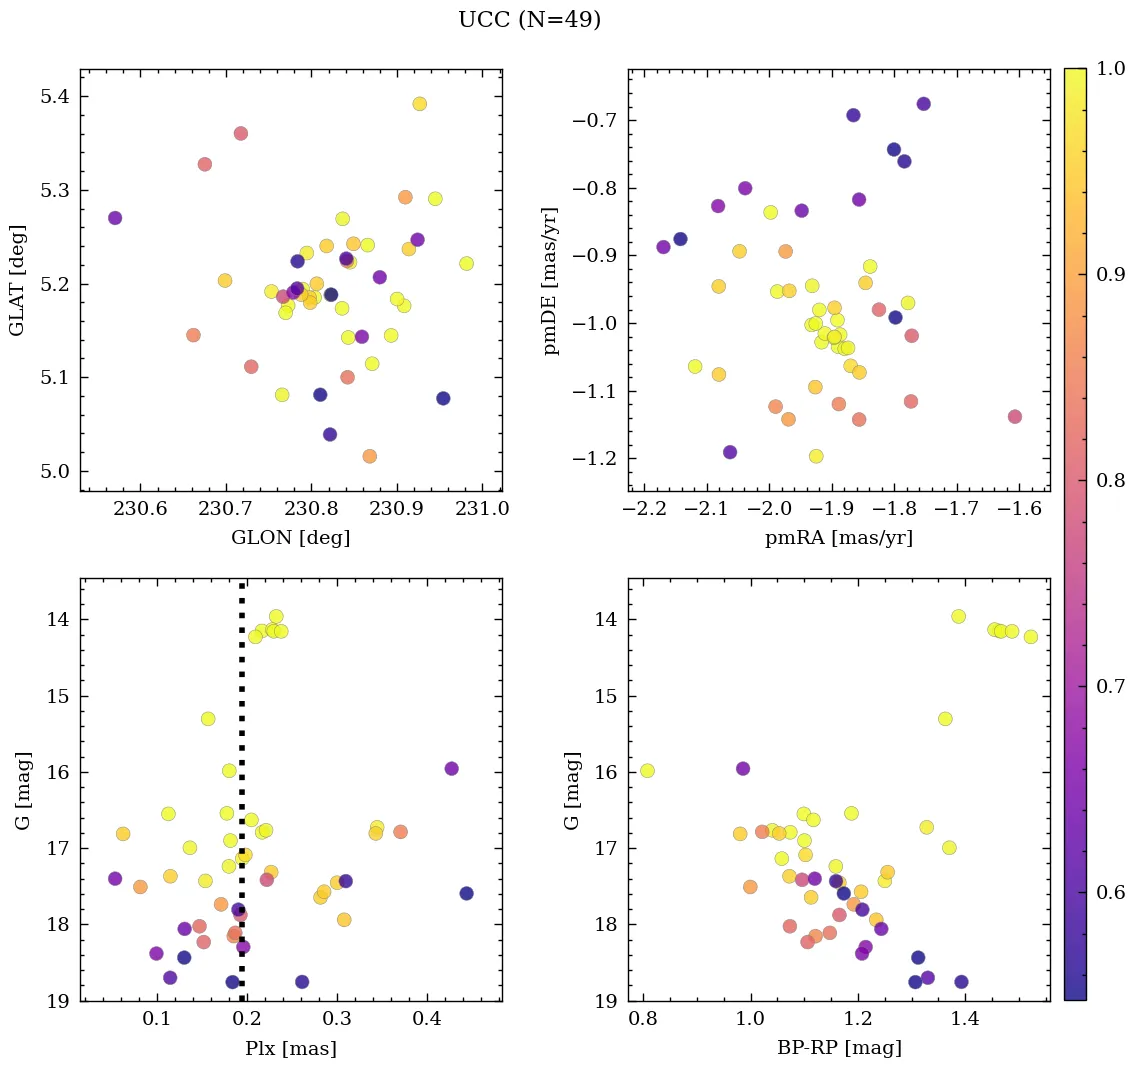 UCC (N=49)
5.4
5.3
5.2
5.1
5.0
GLAT [deg]
230.6 230.7 230.8 230.9 231.0
GLON [deg]
−0.7
−0.8
−0.9
−1.0
−1.1
−1.2
pmDE [mas/yr]
−2.2 −2.1 −2.0 −1.9 −1.8 −1.7 −1.6
pmRA [mas/yr]
1.0
0.9
0.8
0.7
0.6
14
15
16
17
18
19
G [mag]
0.1 0.2 0.3 0.4
Plx [mas]
14
15
16
17
18
19
G [mag]
0.8 1.0 1.2 1.4
BP-RP [mag]